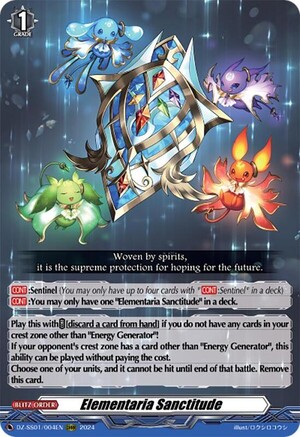 1
GRADE
Woven by spirits,
it is the supreme protection for hoping for the future.
CONT:Sentinel (You may only have up to four cards with "CONT:Sentinel" in a deck)
CONT:You may only have one "Elementaria Sanctitude" in a deck.
Play this with [discard a card from hand] if you do not have any cards in your
crest zone other than "Energy Generator"!
If your opponent's crest zone has a card other than "Energy Generator", this
ability can be played without paying the cost.
Choose one of your units, and it cannot be hit until end of that battle. Remove
this card.
BLITZ ORDER
Elementaria Sanctitude
DZ-SS01/004EN
2024
illust/ロクシロコウシ